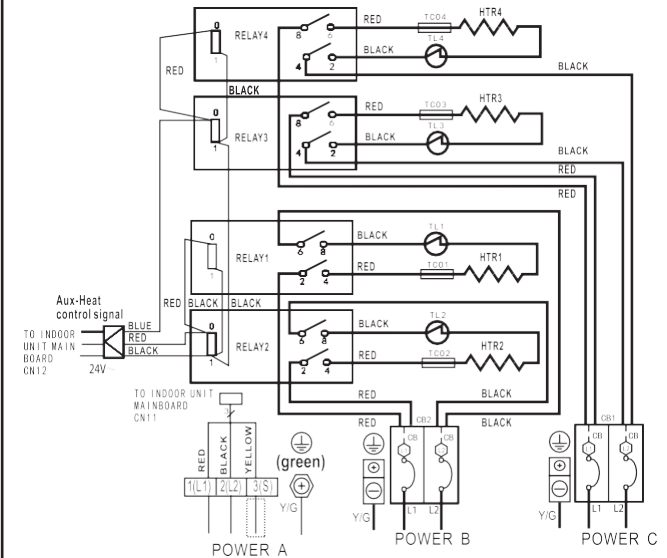 RELAY4
0
1
8
6
4
2
RED
TCO4
HTR4
BLACK
TL4
RED
BLACK
BLACK
RELAY3
0
1
8
6
4
2
RED
TCO3
HTR3
BLACK
TL3
RED
RED
RELAY1
0
1
6
8
2
4
BLACK
TL1
RED
TCO1
HTR1
RED
BLACK
BLACK
RELAY2
0
1
6
8
2
4
BLACK
TL2
RED
TCO2
HTR2
Aux-Heat
control signal
TO INDOOR
UNIT MAIN
BOARD
CN12
BLUE
RED
BLACK
24V~
TO INDOOR UNIT
MAINBOARD
CN11
RED
BLACK
RED
BLACK
RED
BLACK
YELLOW
(green)
1(L1)
2(L2)
3(S)
Y/G
POWER A
CB2
CB
CB
L1
L2
Y/G
POWER B
CB1
CB
CB
L1
L2
Y/G
POWER C